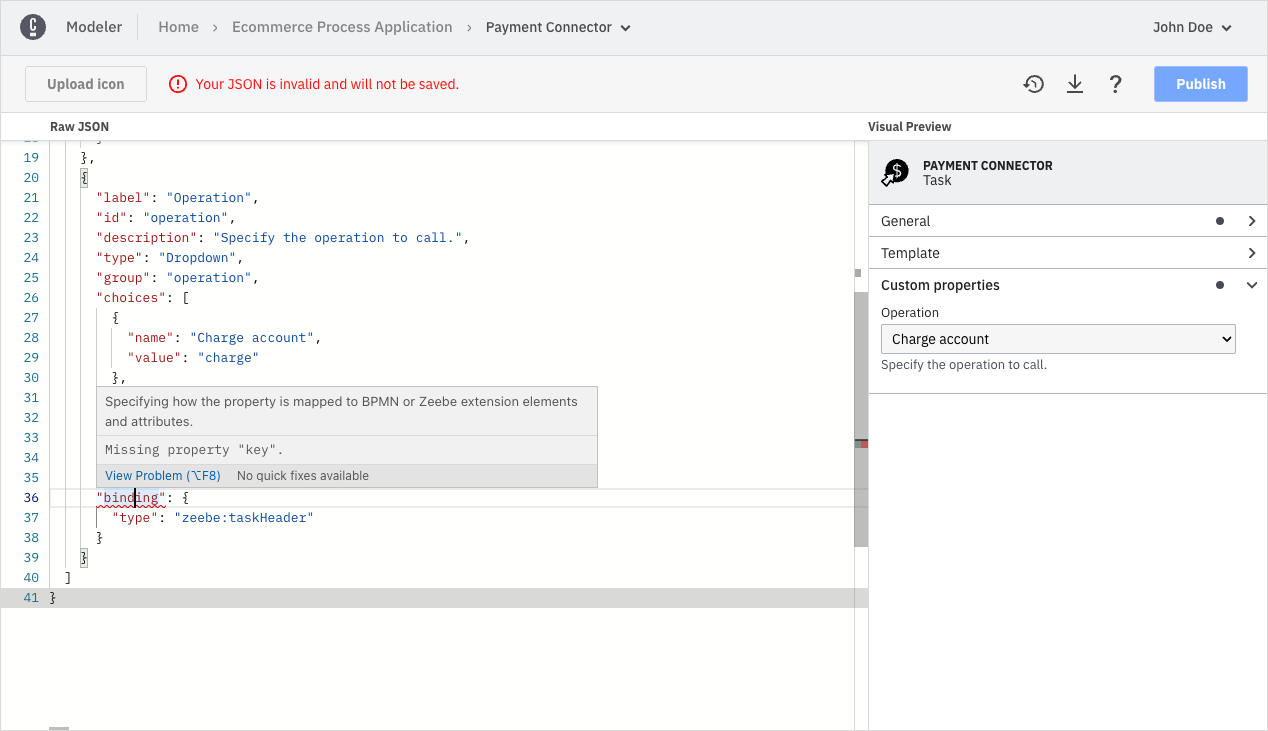 Modeler
Home › Ecommerce Process Application › Payment Connector
John Doe
Upload icon
Your JSON is invalid and will not be saved.
?
Publish
Raw JSON
Visual Preview
19 },
20 {
21 "label": "Operation",
22 "id": "operation",
23 "description": "Specify the operation to call.",
24 "type": "Dropdown",
25 "group": "operation",
26 "choices": [
27 {
28 "name": "Charge account",
29 "value": "charge"
30 },
31
32
33
34
35
Specifying how the property is mapped to BPMN or Zeebe extension elements
and attributes.
Missing property "key".
View Problem (⌥F8) No quick fixes available
36 "binding": {
37 "type": "zeebe:taskHeader"
38 }
39 }
40 ]
41 }
PAYMENT CONNECTOR
Task
General
Template
Custom properties
Operation
Charge account
Specify the operation to call.